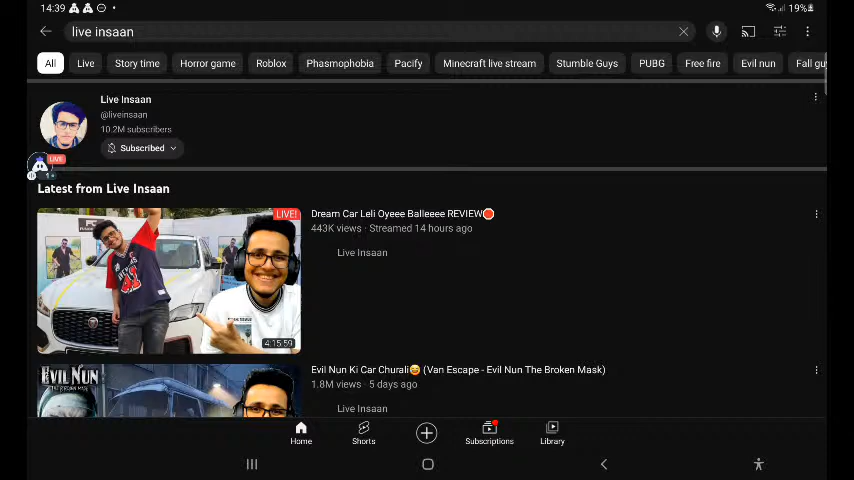 14:39
19%
live insaan
All Live Story time Horror game Roblox Phasmophobia Pacify Minecraft live stream Stumble Guys PUBG Free fire Evil nun Fall gu
Live Insaan
@liveinsaan
10.2M subscribers
Subscribed
LIVE
Latest from Live Insaan
LIVE!
Dream Car Leli Oyeee Balleeee REVIEW🔴
443K views · Streamed 14 hours ago
Live Insaan
4:15:59
EVIL NUN
Evil Nun Ki Car Churali😆 (Van Escape - Evil Nun The Broken Mask)
1.8M views · 5 days ago
Live Insaan
Home Shorts Subscriptions Library